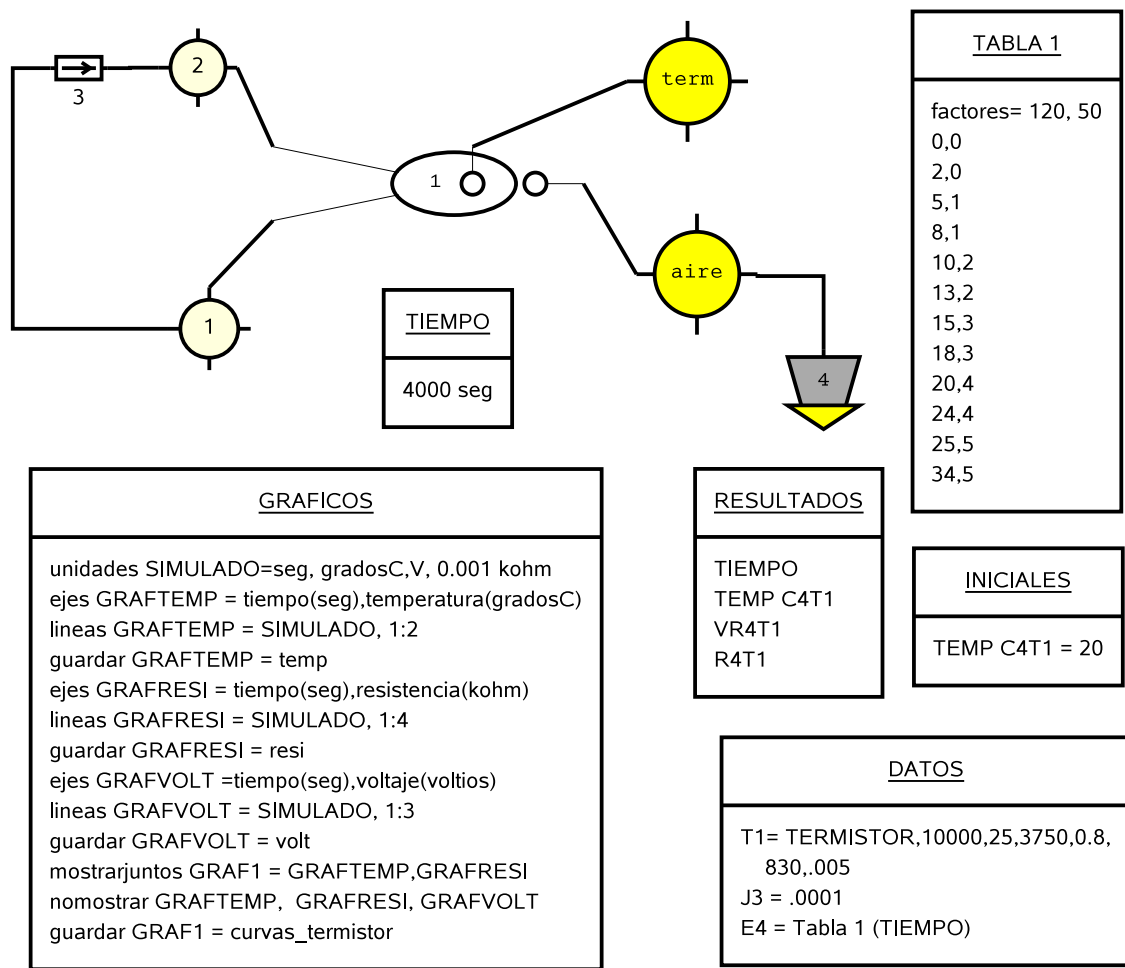 2
3
1
1
term
aire
4
TIEMPO
4000 seg
TABLA 1
factores= 120, 50
0,0
2,0
5,1
8,1
10,2
13,2
15,3
18,3
20,4
24,4
25,5
34,5
GRAFICOS
unidades SIMULADO=seg, gradosC,V, 0.001 kohm
ejes GRAFTEMP = tiempo(seg),temperatura(gradosC)
lineas GRAFTEMP = SIMULADO, 1:2
guardar GRAFTEMP = temp
ejes GRAFRESI = tiempo(seg),resistencia(kohm)
lineas GRAFRESI = SIMULADO, 1:4
guardar GRAFRESI = resi
ejes GRAFVOLT =tiempo(seg),voltaje(voltios)
lineas GRAFVOLT = SIMULADO, 1:3
guardar GRAFVOLT = volt
mostrarjuntos GRAF1 = GRAFTEMP,GRAFRESI
nomostrar GRAFTEMP, GRAFRESI, GRAFVOLT
guardar GRAF1 = curvas_termistor
RESULTADOS
TIEMPO
TEMP C4T1
VR4T1
R4T1
INICIALES
TEMP C4T1 = 20
DATOS
T1= TERMISTOR,10000,25,3750,0.8,
830,.005
J3 = .0001
E4 = Tabla 1 (TIEMPO)